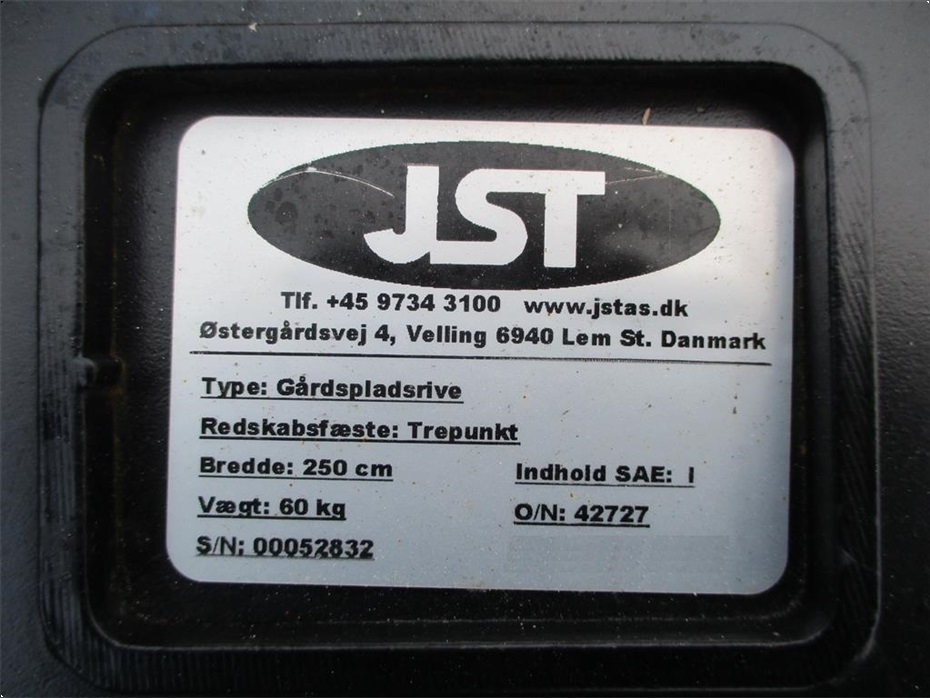 JST
Tlf. +45 9734 3100 www.jstas.dk
Østergårdsvej 4, Velling 6940 Lem St. Danmark
Type: Gårdspladsrive
Redskabsfæste: Trepunkt
Bredde: 250 cm Indhold SAE: l
Vægt: 60 kg O/N: 42727
S/N: 00052832